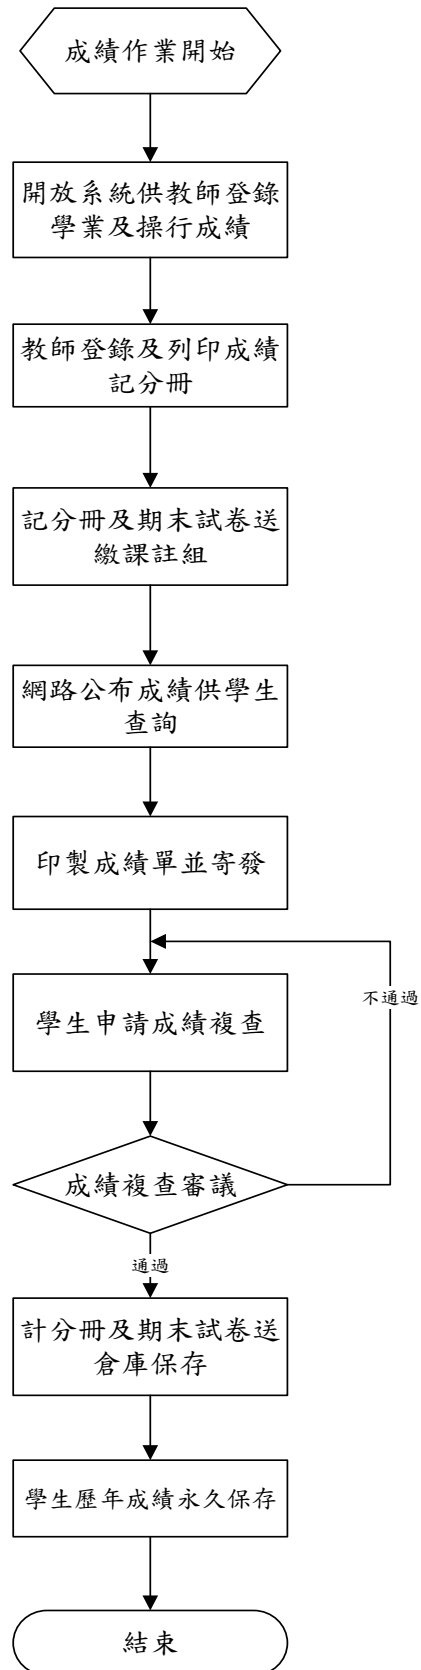 成績作業開始
開放系統供教師登錄
學業及操行成績
教師登錄及列印成績
記分冊
記分冊及期末試卷送
繳課註組
網路公布成績供學生
查詢
印製成績單並寄發
不通過
學生申請成績複查
成績複查審議
通過
計分冊及期末試卷送
倉庫保存
學生歷年成績永久保存
結束